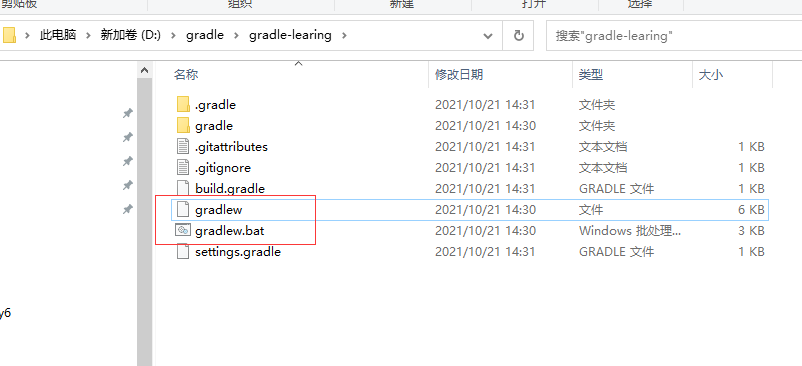 剪贴板 组织 新建 打开 选择
此电脑 > 新加卷 (D:) > gradle > gradle-learing >
搜索"gradle-learing"
名称 修改日期 类型 大小
.gradle 2021/10/21 14:31 文件夹
gradle 2021/10/21 14:30 文件夹
.gitattributes 2021/10/21 14:31 文本文档 1 KB
.gitignore 2021/10/21 14:31 文本文档 1 KB
build.gradle 2021/10/21 14:31 GRADLE 文件 1 KB
gradlew 2021/10/21 14:30 文件 6 KB
gradlew.bat 2021/10/21 14:30 Windows 批处理... 3 KB
settings.gradle 2021/10/21 14:31 GRADLE 文件 1 KB
y6